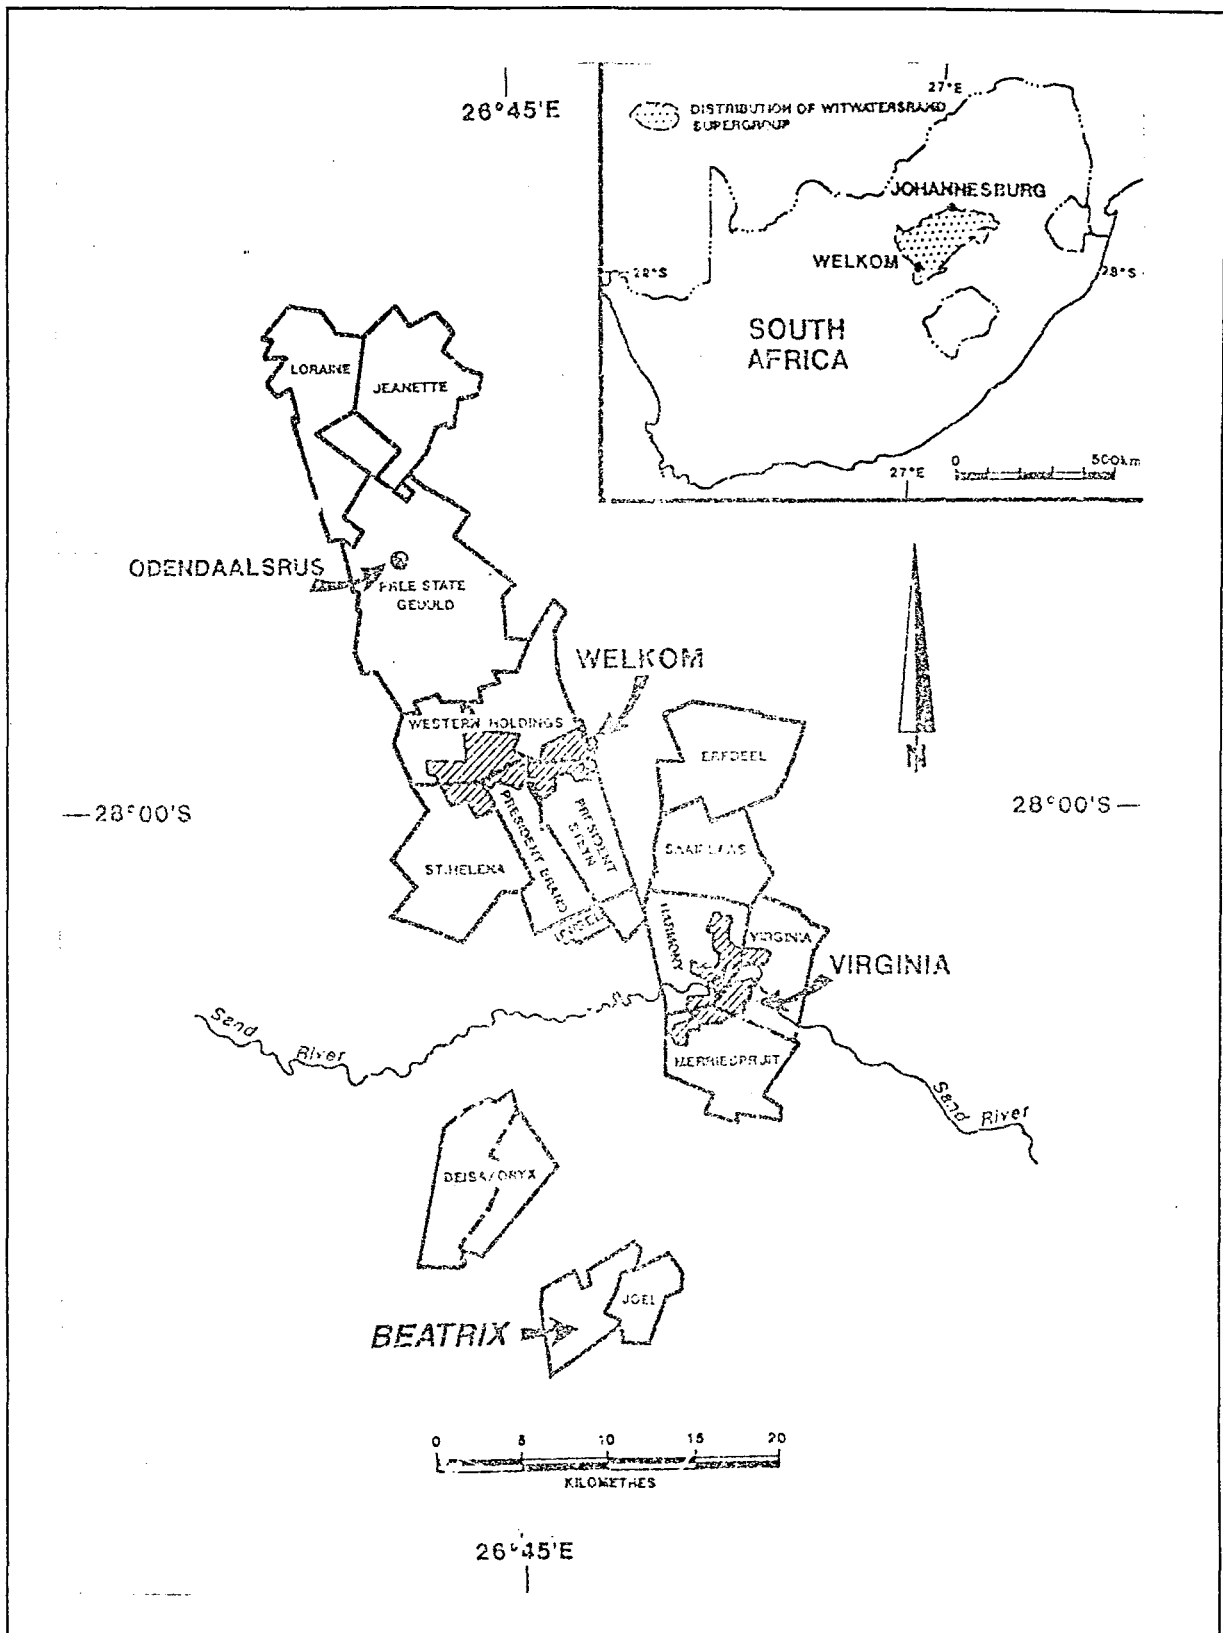 26°45'E
27°E
DISTRIBUTION OF WITWATERSRAND
SUPERGROUP
JOHANNESBURG
WELKOM
28°S
28°S
SOUTH
AFRICA
0
500km
27°E
LORAINE
JEANETTE
ODENDAALSRUS
FREE STATE
GEDULD
WELKOM
WESTERN HOLDINGS
ERFDEEL
N
28°00'S
28°00'S
PRESIDENT
STEYN
PRESIDENT BRAND
SAAIPLAAS
ST.HELENA
HARMONY
VIRGINIA
VIRGINIA
Sand
River
MERRIESPRUIT
Sand
River
BEISA/ORYX
JOEL
BEATRIX
0 5 10 15 20
KILOMETRES
26°45'E